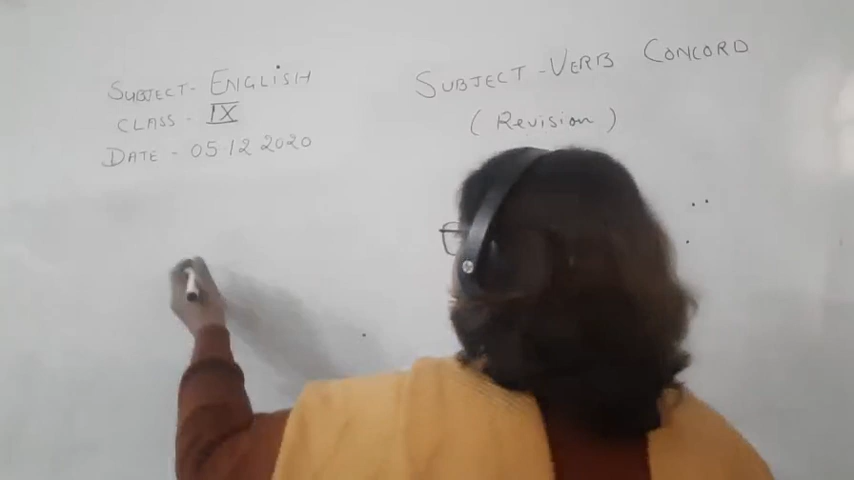 SUBJECT- ENGLISH
CLASS - IX
DATE - 05 12 2020
SUBJECT-VERB CONCORD
(Revision)